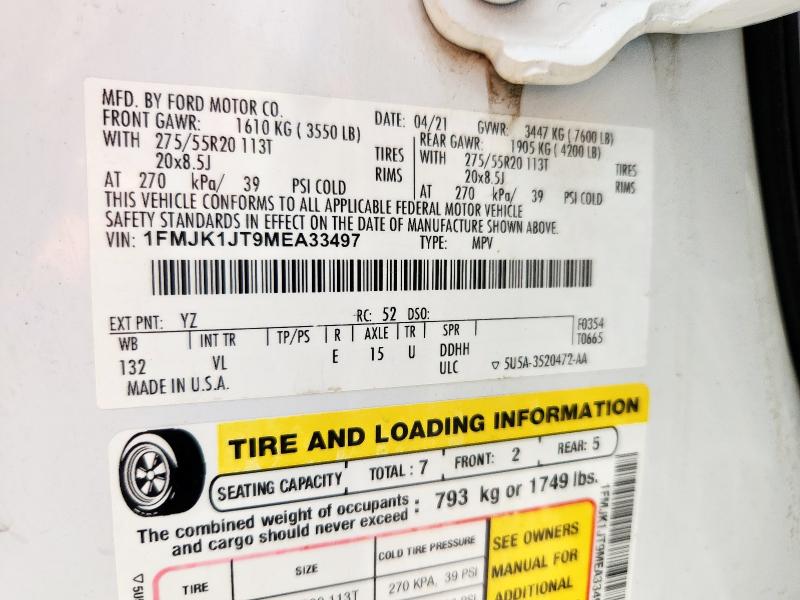 MFD. BY FORD MOTOR CO. DATE: 04/21 GVWR: 3447 KG ( 7600 LB)
FRONT GAWR: 1610 KG ( 3550 LB) REAR GAWR: 1905 KG ( 4200 LB)
WITH 275/55R20 113T TIRES WITH 275/55R20 113T TIRES
20x8.5J RIMS 20x8.5J RIMS
AT 270 kPa/ 39 PSI COLD AT 270 kPa/ 39 PSI COLD
THIS VEHICLE CONFORMS TO ALL APPLICABLE FEDERAL MOTOR VEHICLE
SAFETY STANDARDS IN EFFECT ON THE DATE OF MANUFACTURE SHOWN ABOVE.
VIN: 1FMJK1JT9MEA33497 TYPE: MPV
EXT PNT: YZ RC: 52 DSO:
WB INT TR TP/PS R AXLE TR SPR F0354
T0665
132 VL E 15 U DDHH
ULC 5U5A-3520472-AA
MADE IN U.S.A.
TIRE AND LOADING INFORMATION
SEATING CAPACITY TOTAL : 7 FRONT: 2 REAR: 5
The combined weight of occupants
and cargo should never exceed : 793 kg or 1749 lbs.
TIRE SIZE COLD TIRE PRESSURE SEE OWNERS
MANUAL FOR
ADDITIONAL
113T 270 KPA, 39 PSI